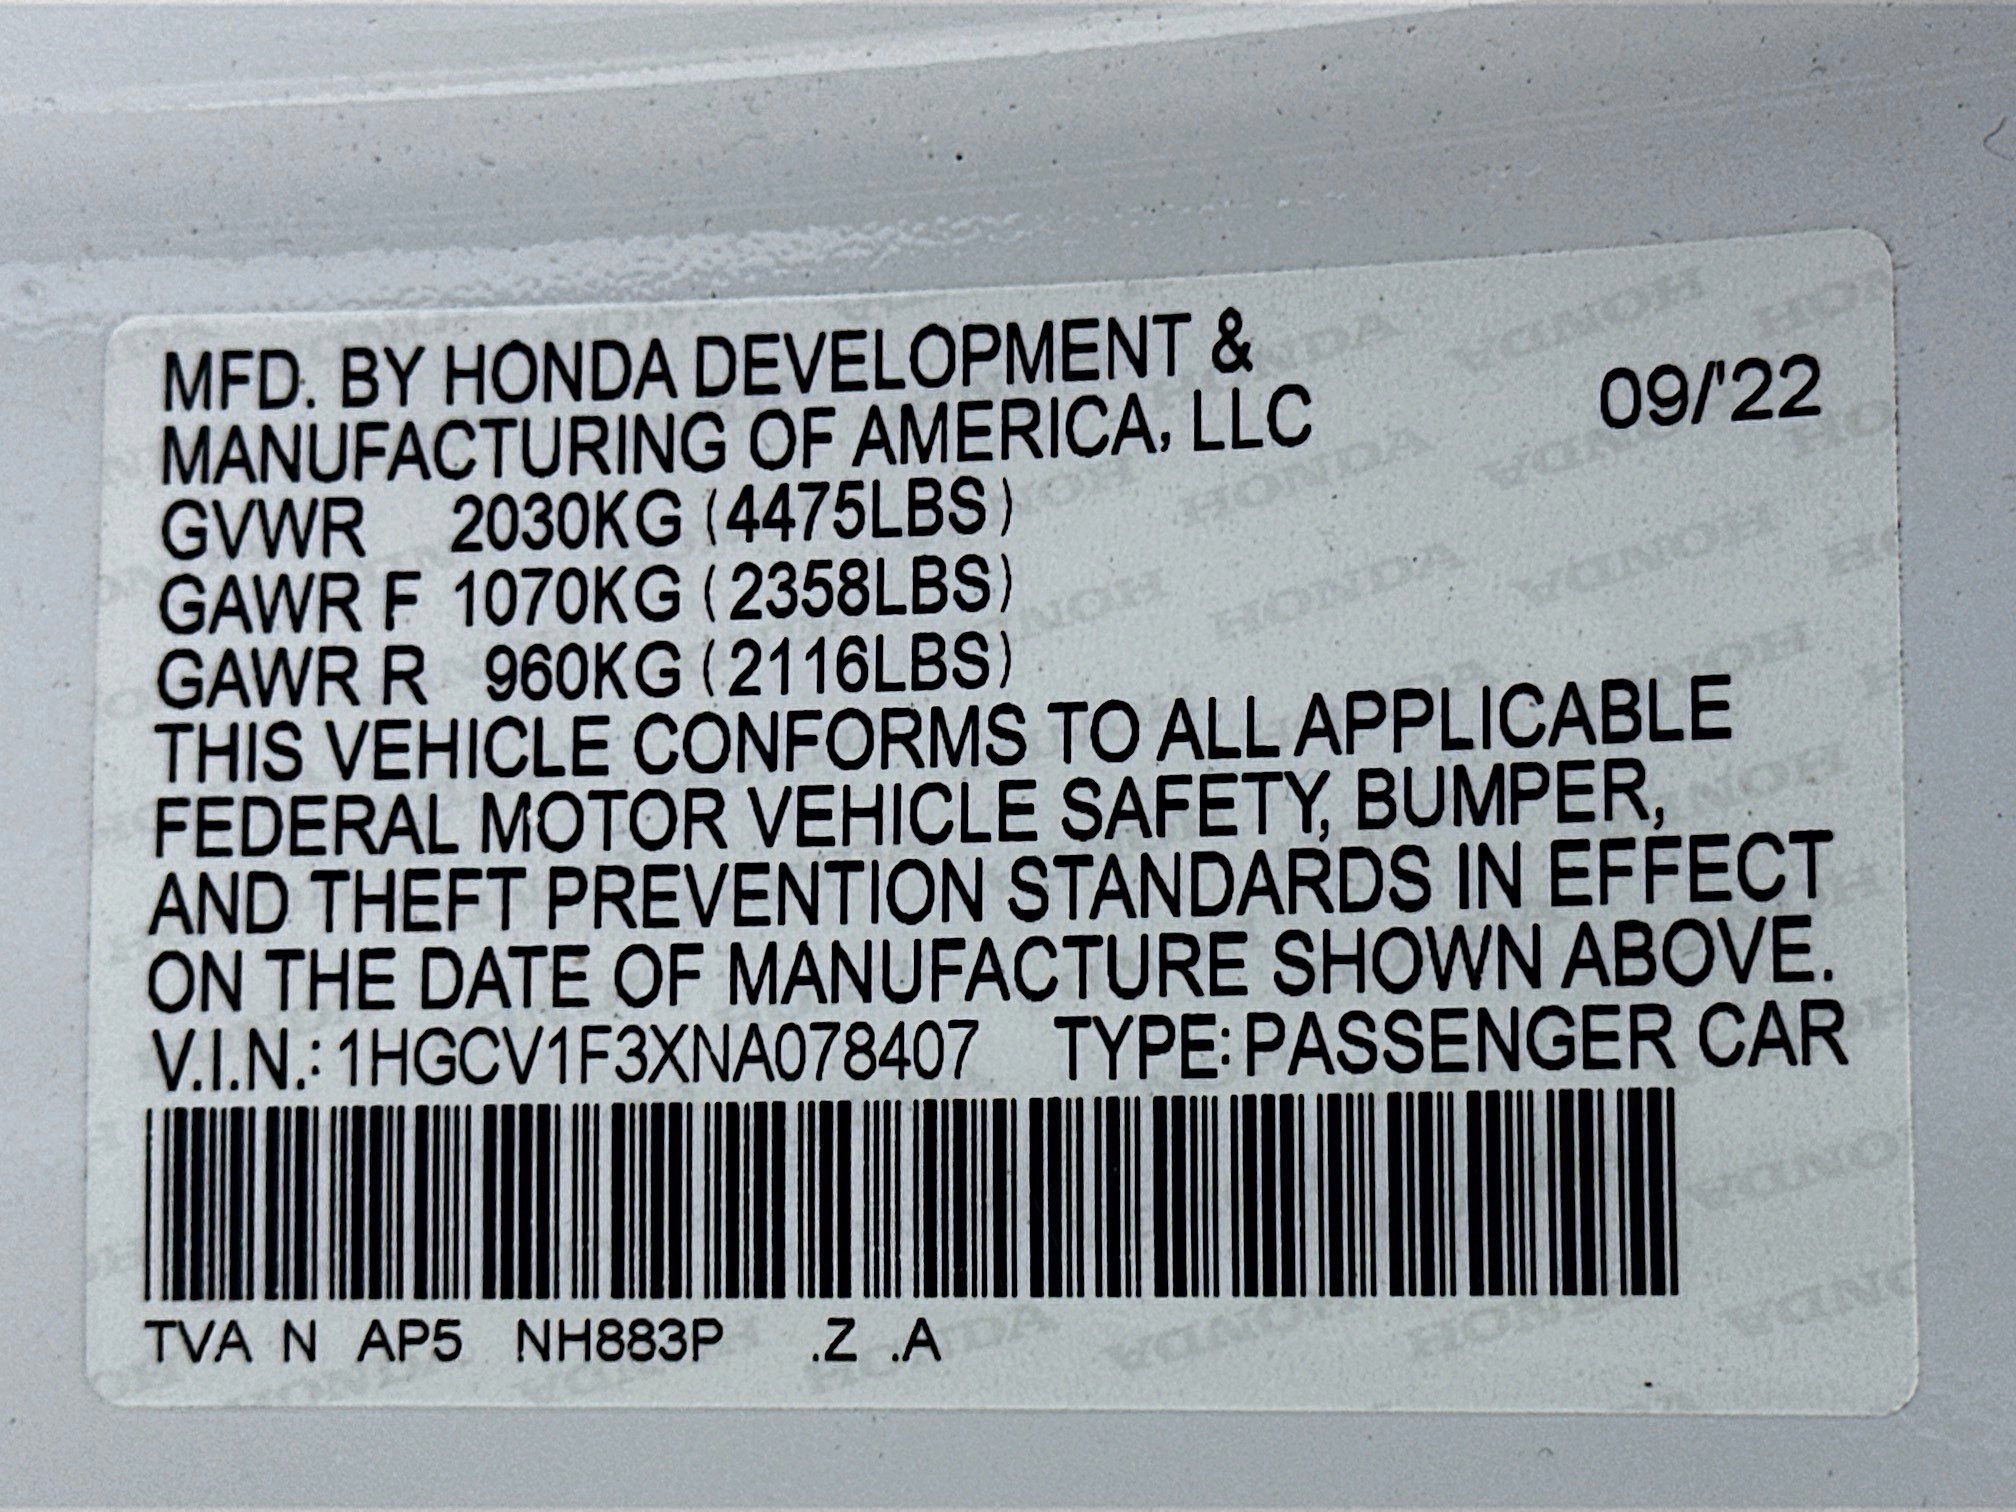 MFD. BY HONDA DEVELOPMENT &
MANUFACTURING OF AMERICA, LLC
09/'22
GVWR 2030KG (4475LBS)
GAWR F 1070KG (2358LBS)
GAWR R 960KG (2116LBS)
THIS VEHICLE CONFORMS TO ALL APPLICABLE
FEDERAL MOTOR VEHICLE SAFETY, BUMPER,
AND THEFT PREVENTION STANDARDS IN EFFECT
ON THE DATE OF MANUFACTURE SHOWN ABOVE.
V.I.N.: 1HGCV1F3XNA078407 TYPE: PASSENGER CAR
TVA N AP5 NH883P .Z .A